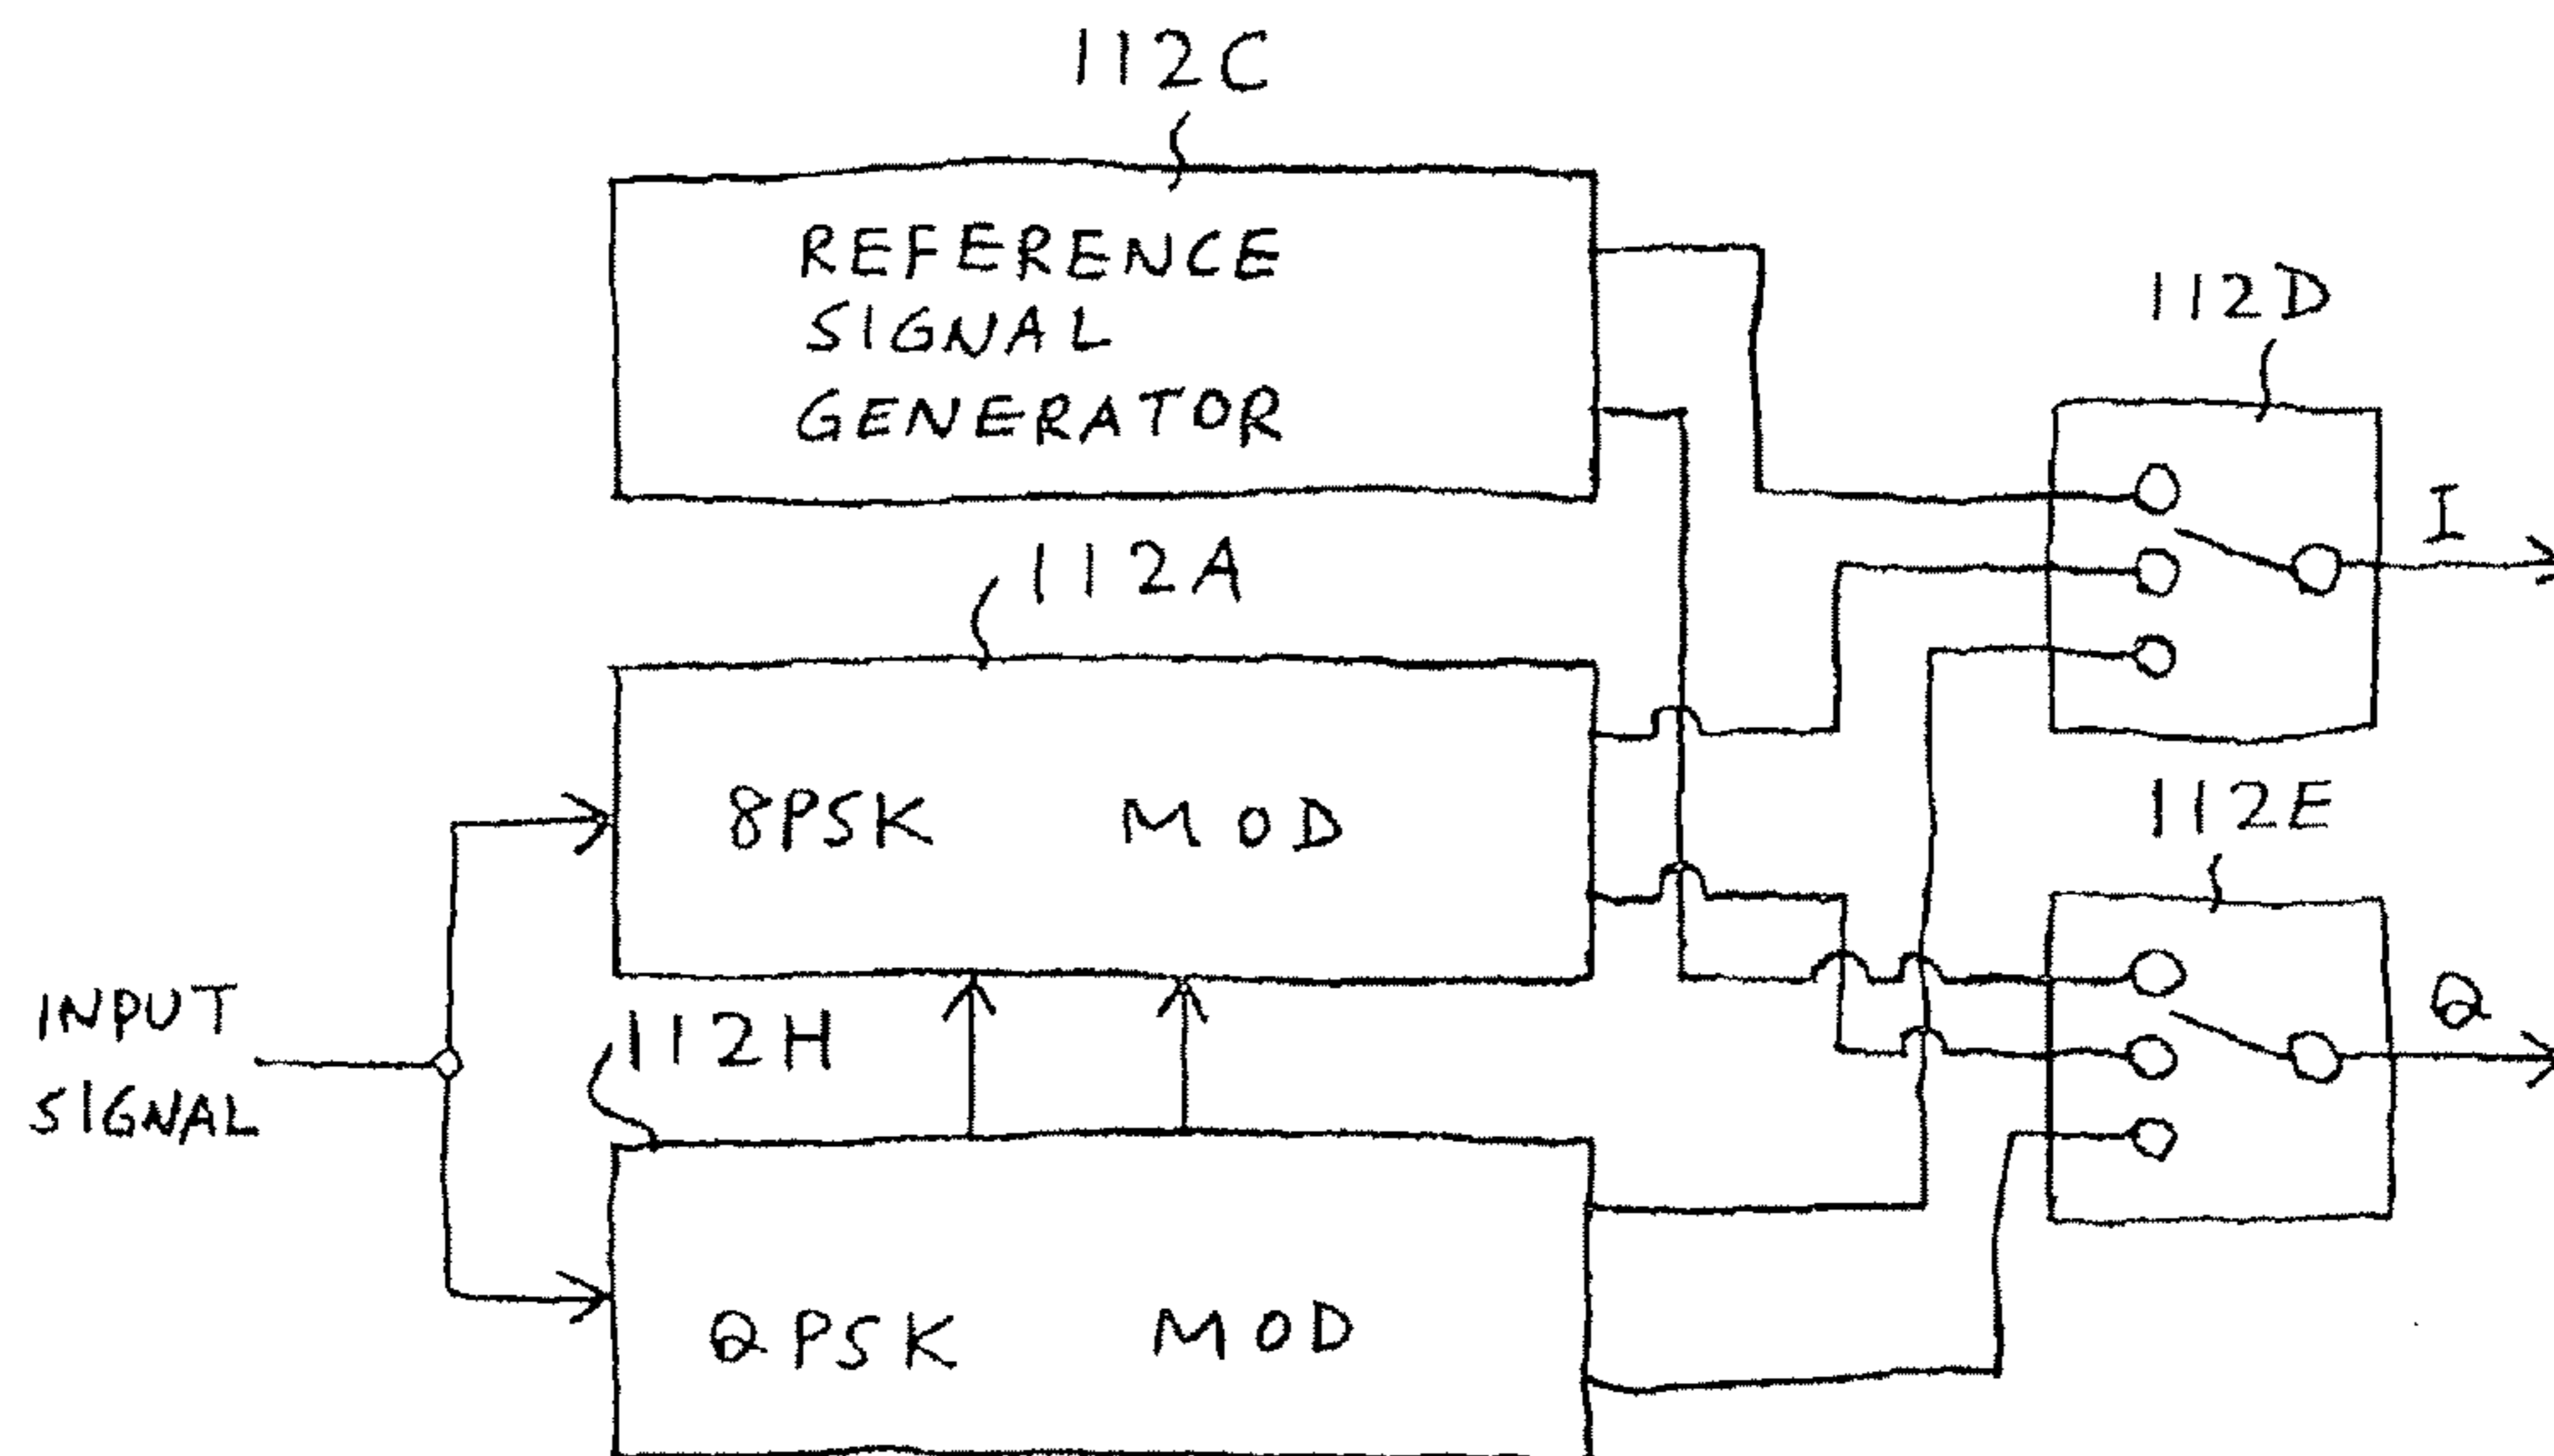 112C
REFERENCE
SIGNAL
GENERATOR
112D
I
112A
8PSK MOD
112E
Q
INPUT
SIGNAL
112H
QPSK MOD